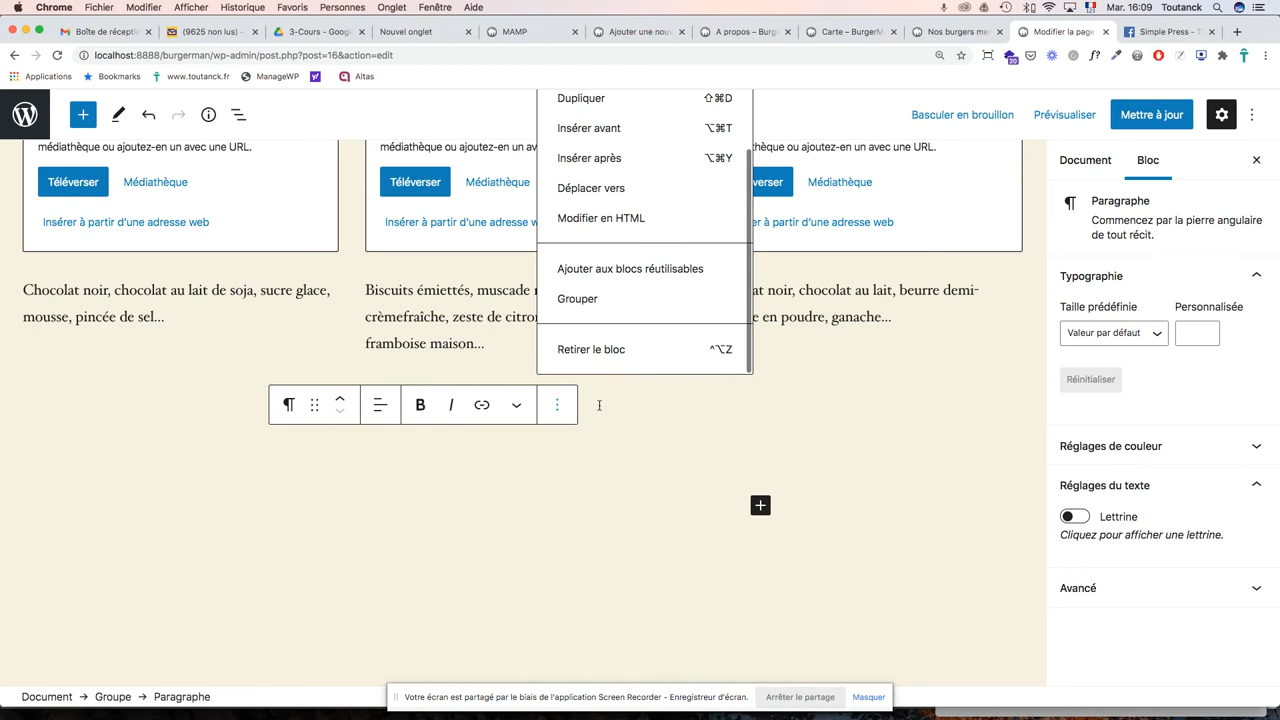 Chrome Fichier Modifier Afficher Historique Favoris Personnes Onglet Fenêtre Aide Mar. 16:09 Toutanck
Boîte de réceptio (9625 non lus) - 3-Cours - Google Nouvel onglet MAMP Ajouter une nouv A propos – Burg Carte – BurgerM Nos burgers me Modifier la page Simple Press - T
localhost:8888/burgerman/wp-admin/post.php?post=16&action=edit
20
Applications Bookmarks www.toutanck.fr ManageWP Altas
Basculer en brouillon Prévisualiser Mettre à jour
Dupliquer ⇧⌘D
Insérer avant ⌥⌘T
Insérer après ⌥⌘Y
Déplacer vers
Modifier en HTML
Ajouter aux blocs réutilisables
Grouper
Retirer le bloc ^⌥Z
médiathèque ou ajoutez-en un avec une URL.
Téléverser Médiathèque
Insérer à partir d'une adresse web
Chocolat noir, chocolat au lait de soja, sucre glace,
mousse, pincée de sel...
médiathèque ou ajoutez-en un avec
Téléverser Médiathèque
Insérer à partir d'une adresse web
Biscuits émiettés, muscade
crèmefraîche, zeste de citron
framboise maison...
ou ajoutez-en un avec une URL.
verser Médiathèque
nsérer à partir d'une adresse web
at noir, chocolat au lait, beurre demi-
en poudre, ganache...
B I
Document Bloc
Paragraphe
Commencez par la pierre angulaire
de tout récit.
Typographie
Taille prédéfinie Personnalisée
Valeur par défaut
Réinitialiser
Réglages de couleur
Réglages du texte
Lettrine
Cliquez pour afficher une lettrine.
Avancé
Document → Groupe → Paragraphe
Votre écran est partagé par le biais de l'application Screen Recorder - Enregistreur d'écran. Arrêter le partage Masquer